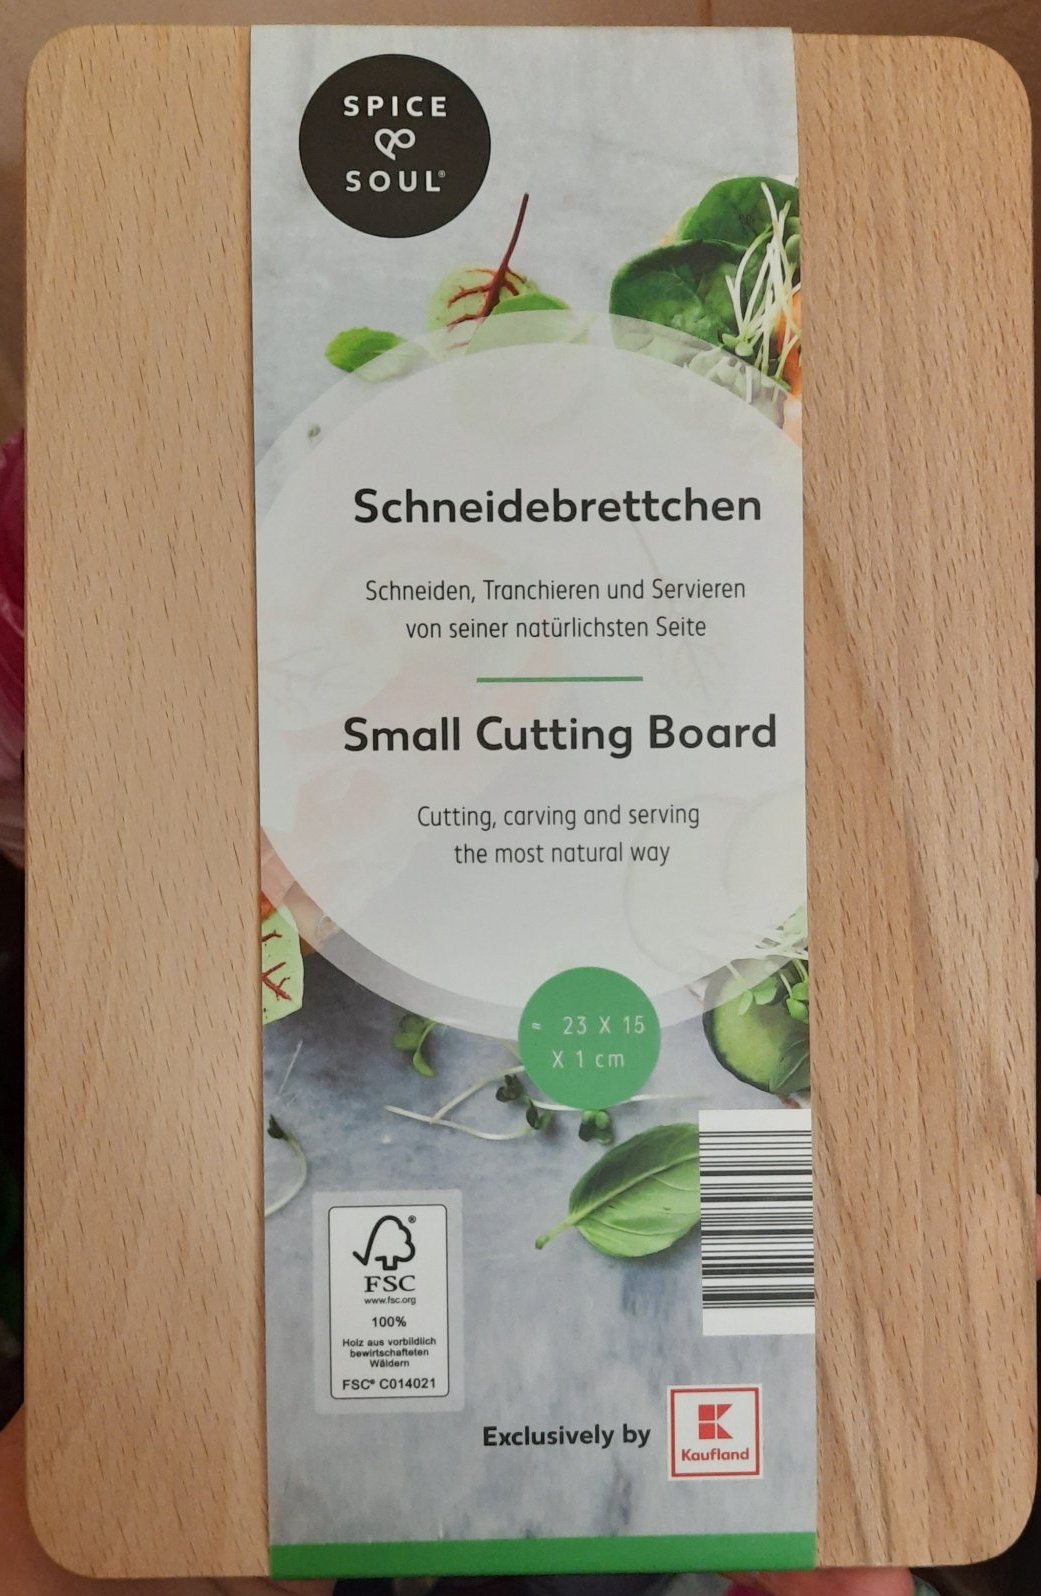 SPICE
SOUL®
Schneidebrettchen
Schneiden, Tranchieren und Servieren
von seiner natürlichsten Seite
Small Cutting Board
Cutting, carving and serving
the most natural way
≈ 23 X 15
X 1 cm
®
FSC
www.fsc.org
100%
Holz aus vorbildlich
bewirtschafteten
Wäldern
FSC® C014021
Exclusively by
Kaufland